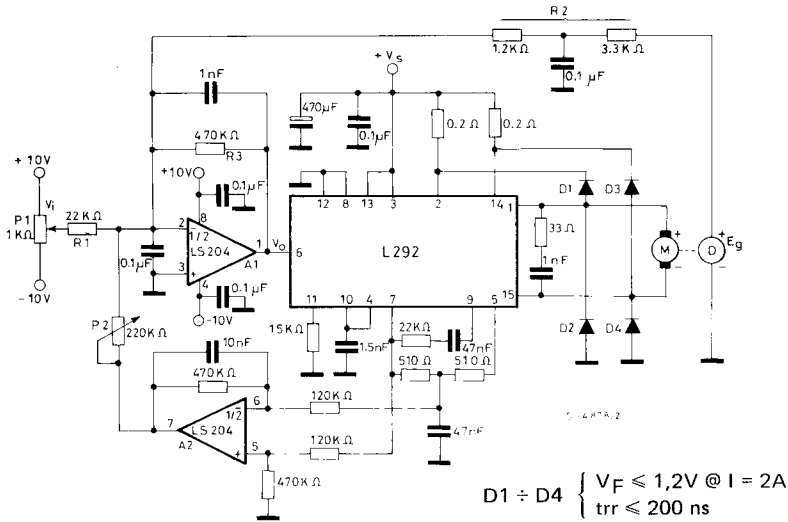 R2
1.2KΩ
3.3KΩ
+ Vs
0.1 µF
1nF
470µF
0.1µF
0.2Ω
0.2Ω
470KΩ
R3
+10V
0.1µF
D1
D3
+ 10V
Vi
P1
1KΩ
22KΩ
R1
-10V
0.1µF
2
8
1/2
LS204
3
+
4
1
A1
Vo
0.1µF
-10V
12
8
13
3
2
14
6
L292
1
15
11
10
4
7
9
5
33Ω
1nF
M
+
-
D
+
-
Eg
D2
D4
15KΩ
1.5nF
22KΩ
47nF
510Ω
510Ω
P2
220KΩ
10nF
470KΩ
120KΩ
120KΩ
7
A2
1/2
LS204
6
-
5
+
47nF
470KΩ
D1 ÷ D4
VF ⩽ 1,2V @ I = 2A
trr ⩽ 200 ns